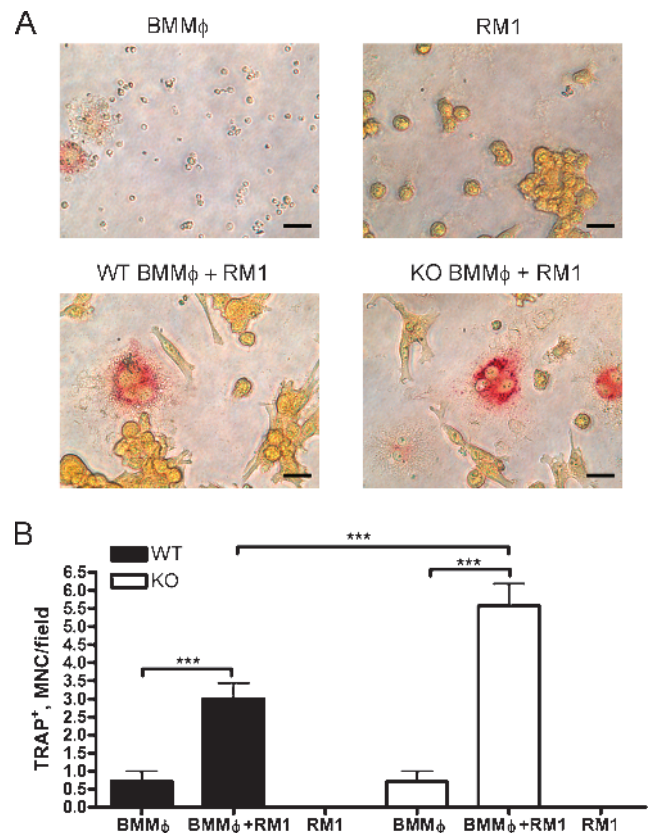 A
BMMϕ RM1
WT BMMϕ + RM1 KO BMMϕ + RM1
B
WT
KO
***
***
***
TRAP⁺, MNC/field
6.5
6.0
5.5
5.0
4.5
4.0
3.5
3.0
2.5
2.0
1.5
1.0
0.5
0.0
BMMϕ BMMϕ+RM1 RM1 BMMϕ BMMϕ+RM1 RM1